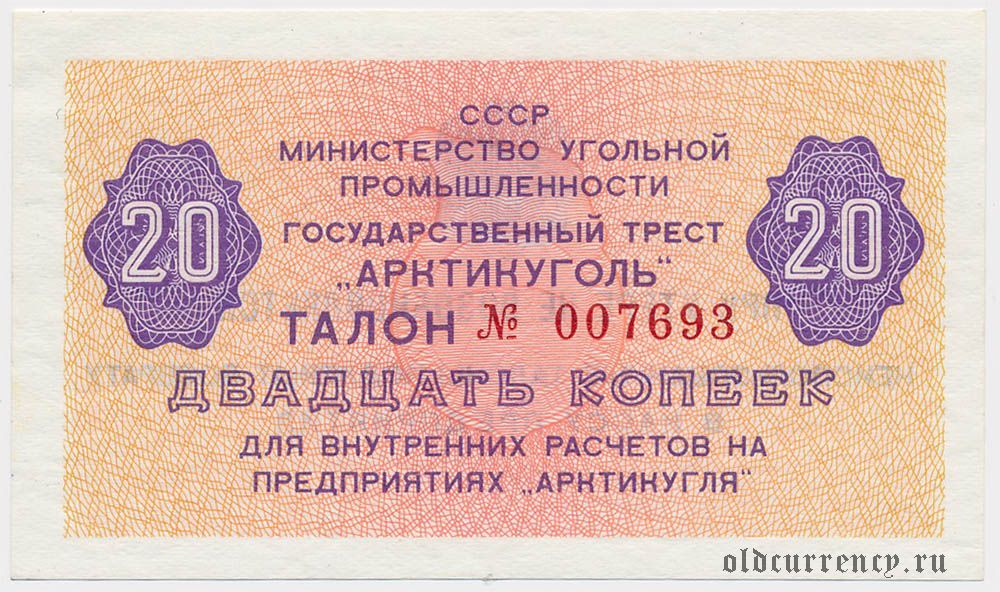 СССР
МИНИСТЕРСТВО УГОЛЬНОЙ
ПРОМЫШЛЕННОСТИ
ГОСУДАРСТВЕННЫЙ ТРЕСТ
„АРКТИКУГОЛЬ“
20 20
ТАЛОН № 007693
ДВАДЦАТЬ КОПЕЕК
ДЛЯ ВНУТРЕННИХ РАСЧЕТОВ НА
ПРЕДПРИЯТИЯХ „АРКТИКУГЛЯ“
oldcurrency.ru